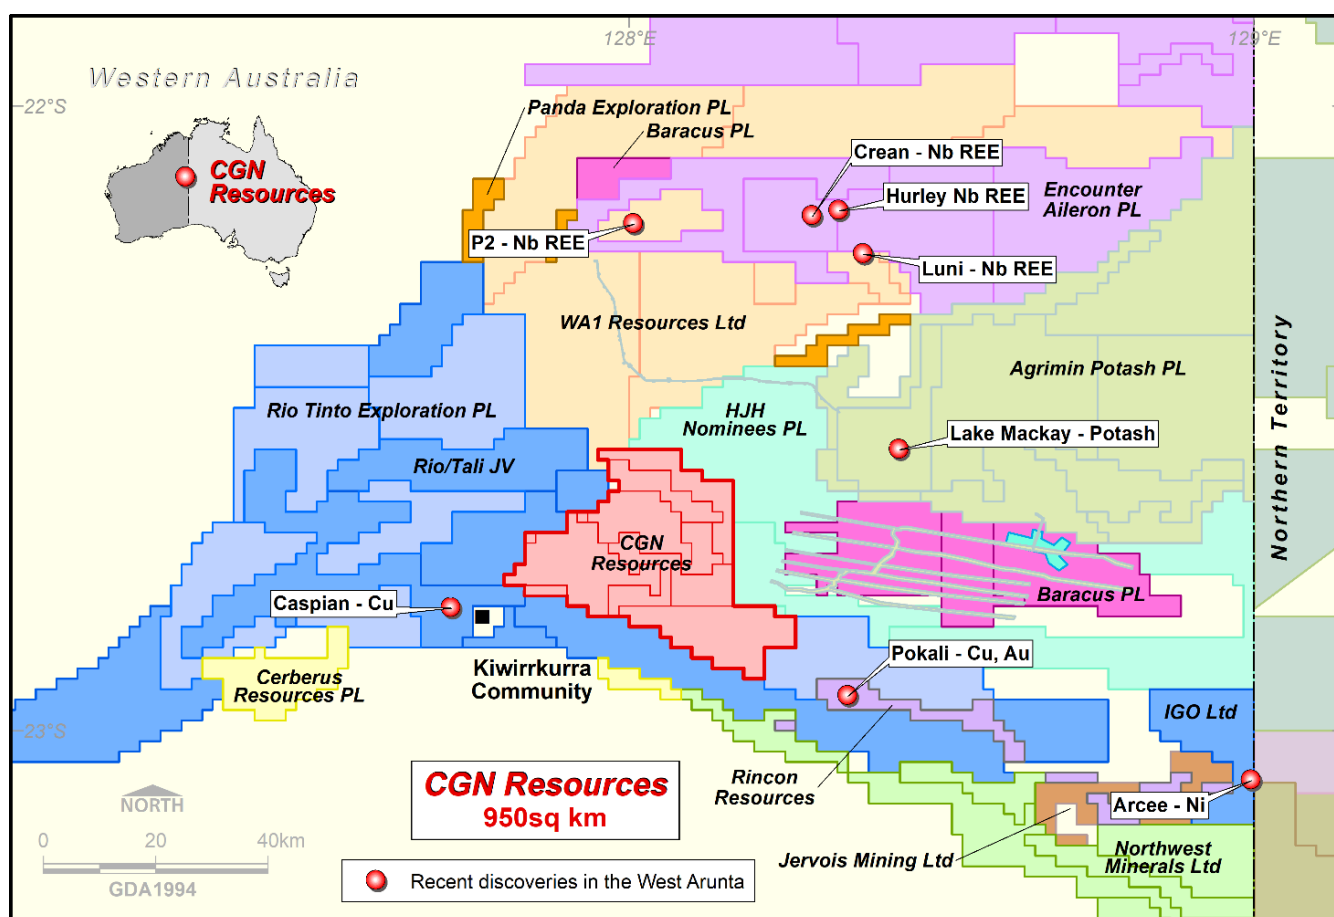 128°E
129°E
Western Australia
22°S
Panda Exploration PL
Baracus PL
Crean - Nb REE
CGN
Resources
Hurley Nb REE
Encounter
Aileron PL
P2 - Nb REE
Luni - Nb REE
WA1 Resources Ltd
Northern Territory
Agrimin Potash PL
Rio Tinto Exploration PL
HJH
Nominees PL
Lake Mackay - Potash
Rio/Tali JV
CGN
Resources
Caspian - Cu
Baracus PL
Kiwirrkurra
Community
Pokali - Cu, Au
Cerberus
Resources PL
IGO Ltd
23°S
CGN Resources
950sq km
Rincon
Resources
NORTH
Arcee - Ni
0
20
40km
GDA1994
Jervois Mining Ltd
Northwest
Minerals Ltd
Recent discoveries in the West Arunta